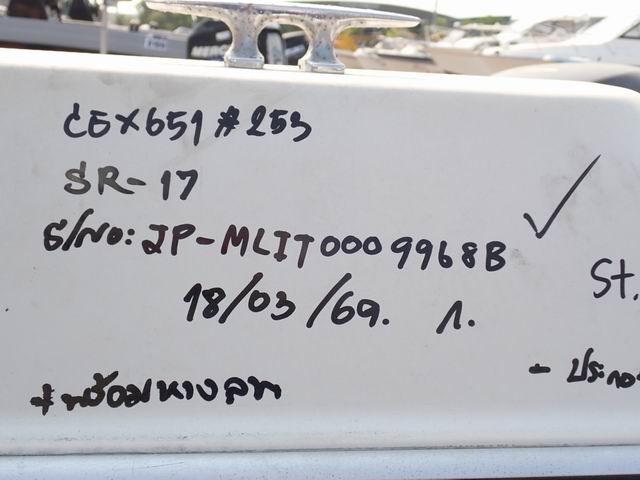 CEX651#253
SR-17
S/No: JP-MLIT0009968B
18/03/69. ก.
*พร้อมหางลาก
St.
- ประกอ